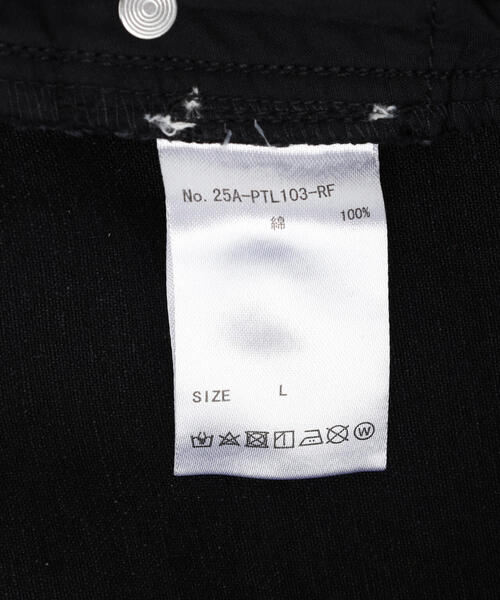 No. 25A-PTL103-RF
綿 100%
SIZE L